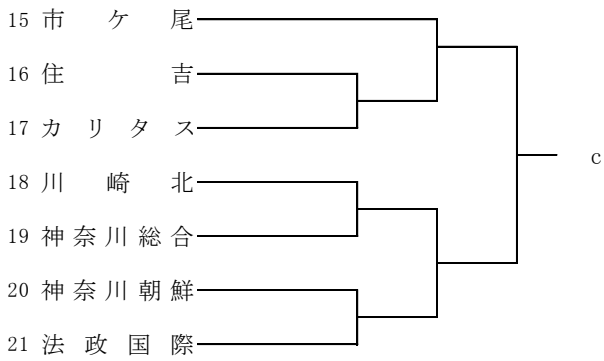 15 市ケ尾
16 住吉
17 カリタス
18 川崎北
19 神奈川総合
20 神奈川朝鮮
21 法政国際
c